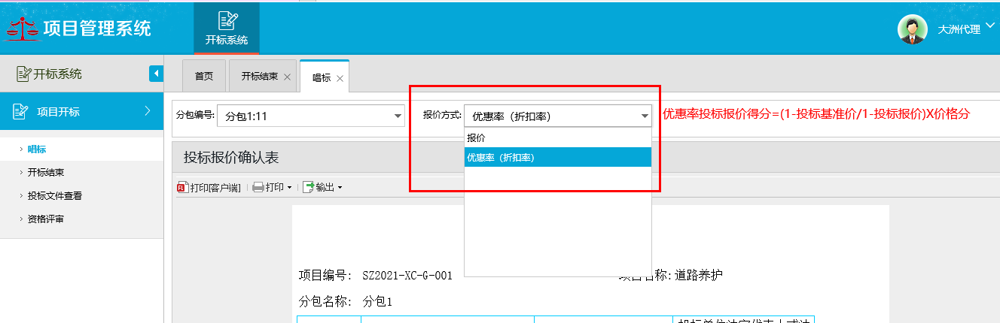 项目管理系统
开标系统
大洲代理
开标系统
首页
开标结束
唱标
项目开标
分包编号:
分包1:11
报价方式:
优惠率（折扣率）
优惠率投标报价得分=(1-投标基准价/1-投标报价)X价格分
报价
优惠率（折扣率）
唱标
投标报价确认表
开标结束
打印[客户端]
打印
输出
投标文件查看
资格评审
项目编号: SZ2021-XC-G-001
项目名称:道路养护
分包名称: 分包1